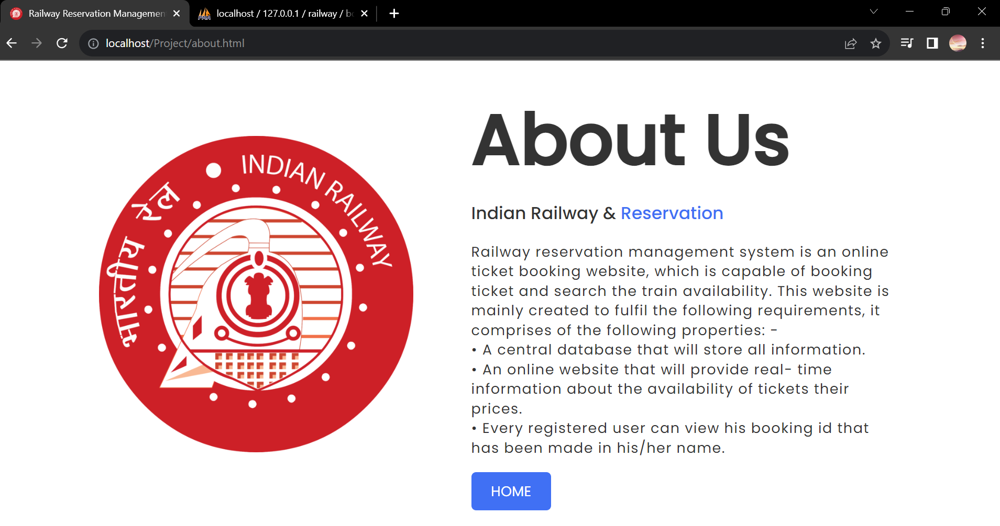 Railway Reservation Managemen
localhost / 127.0.0.1 / railway / bo
localhost/Project/about.html
भारतीय रेल
INDIAN RAILWAY
About Us
Indian Railway & Reservation
Railway reservation management system is an online
ticket booking website, which is capable of booking
ticket and search the train availability. This website is
mainly created to fulfil the following requirements, it
comprises of the following properties: -
• A central database that will store all information.
• An online website that will provide real- time
information about the availability of tickets their
prices.
• Every registered user can view his booking id that
has been made in his/her name.
HOME